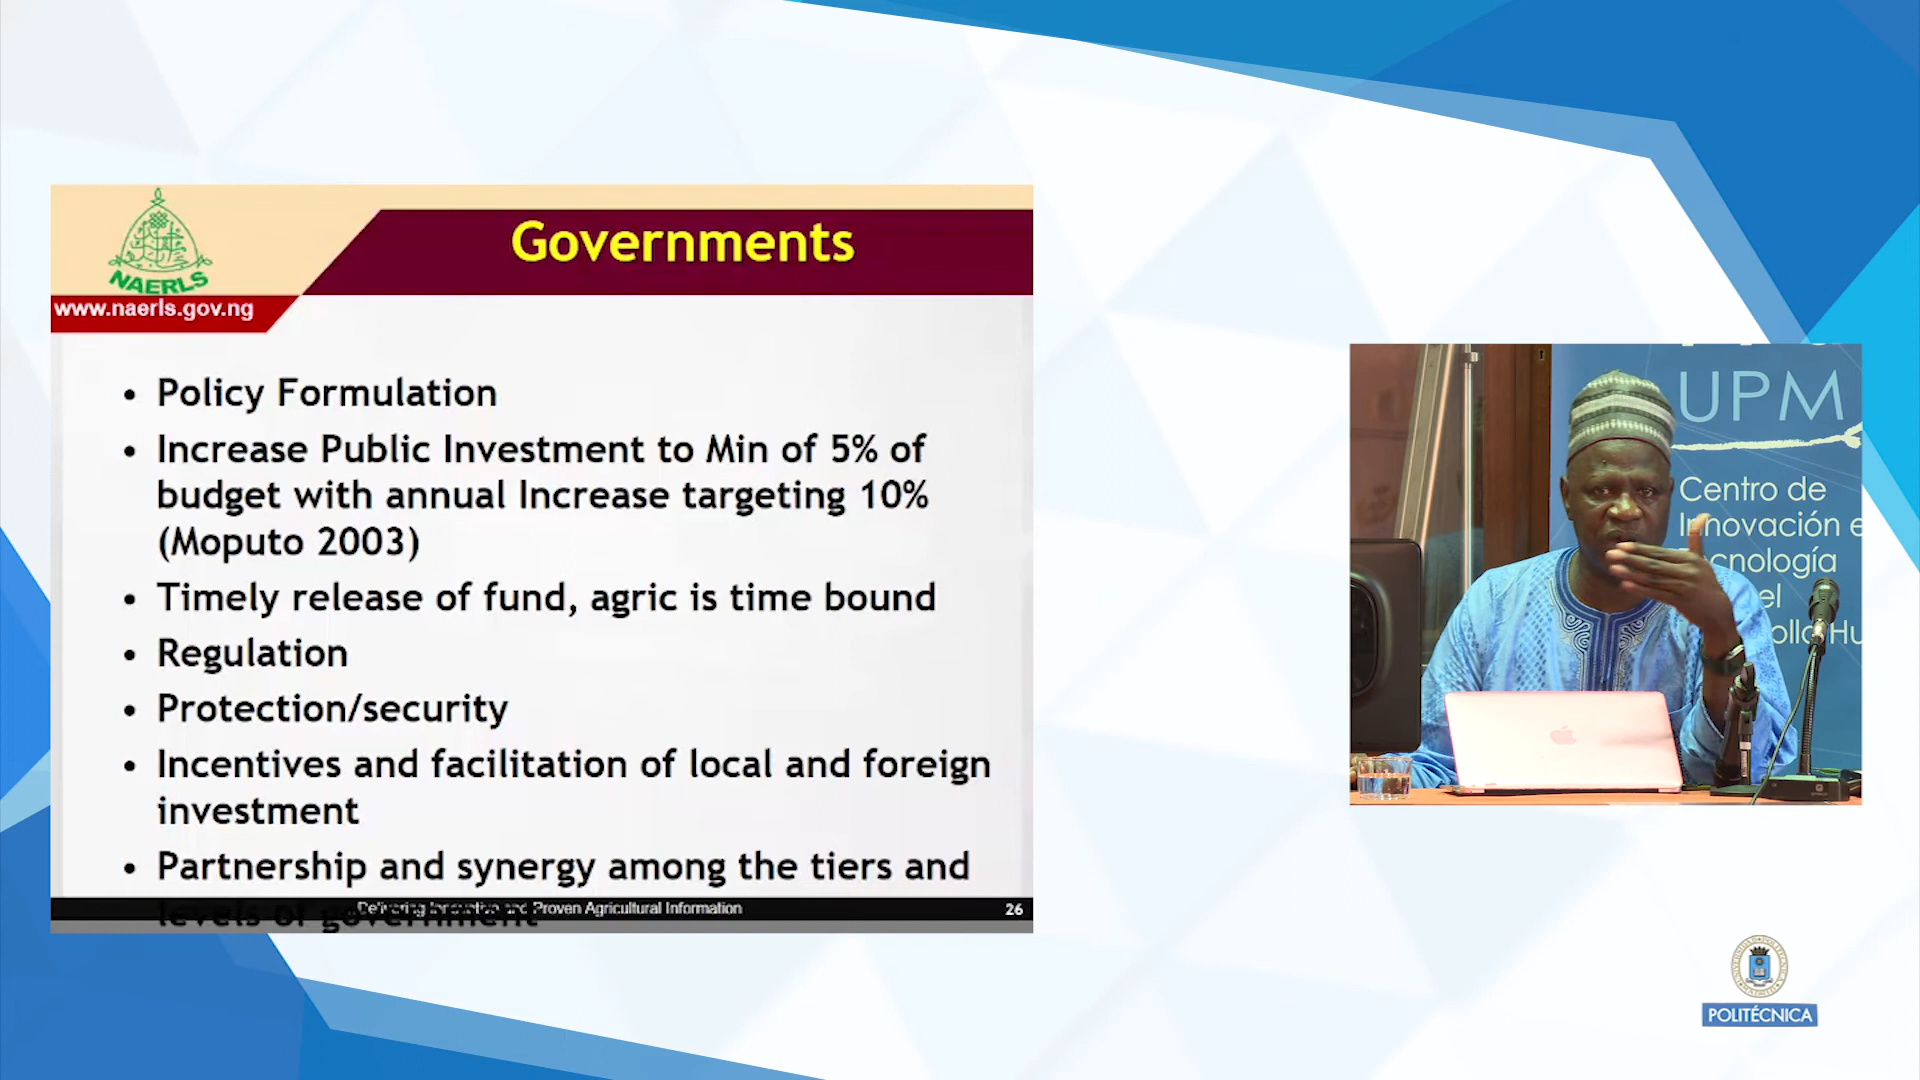 Governments
NAERLS
www.naerls.gov.ng
• Policy Formulation
• Increase Public Investment to Min of 5% of
budget with annual Increase targeting 10%
(Moputo 2003)
• Timely release of fund, agric is time bound
• Regulation
• Protection/security
• Incentives and facilitation of local and foreign
investment
• Partnership and synergy among the tiers and
levels of government
Delivering Innovative and Proven Agricultural Information
26
UPM
Centro de
Innovación e
cnología
el
ollo Hu
POLITÉCNICA